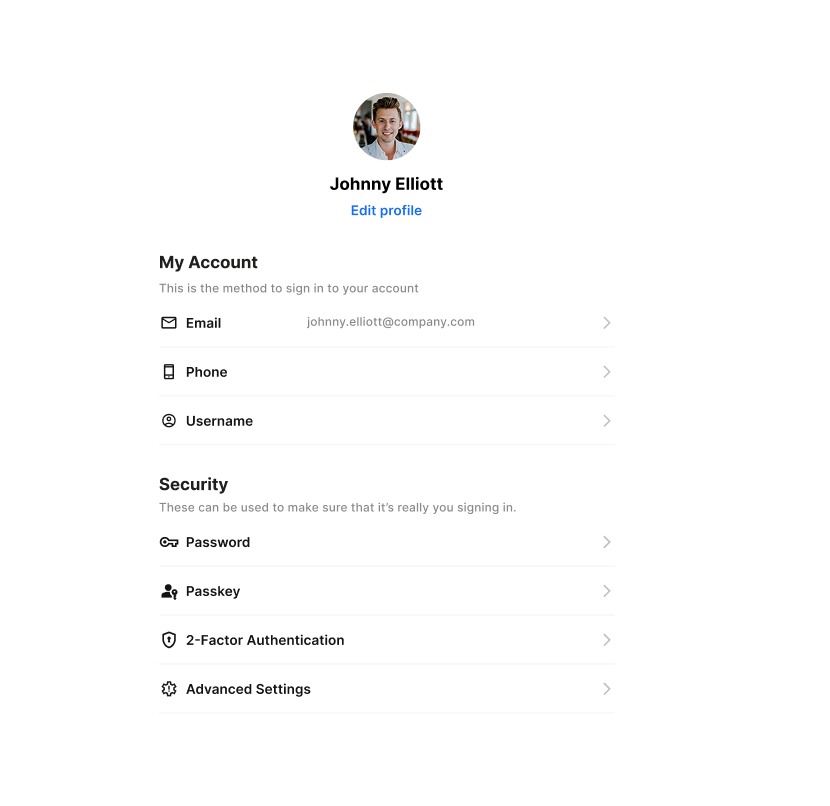 Johnny Elliott
Edit profile
My Account
This is the method to sign in to your account
Email johnny.elliott@company.com
Phone
Username
Security
These can be used to make sure that it’s really you signing in.
Password
Passkey
2-Factor Authentication
Advanced Settings